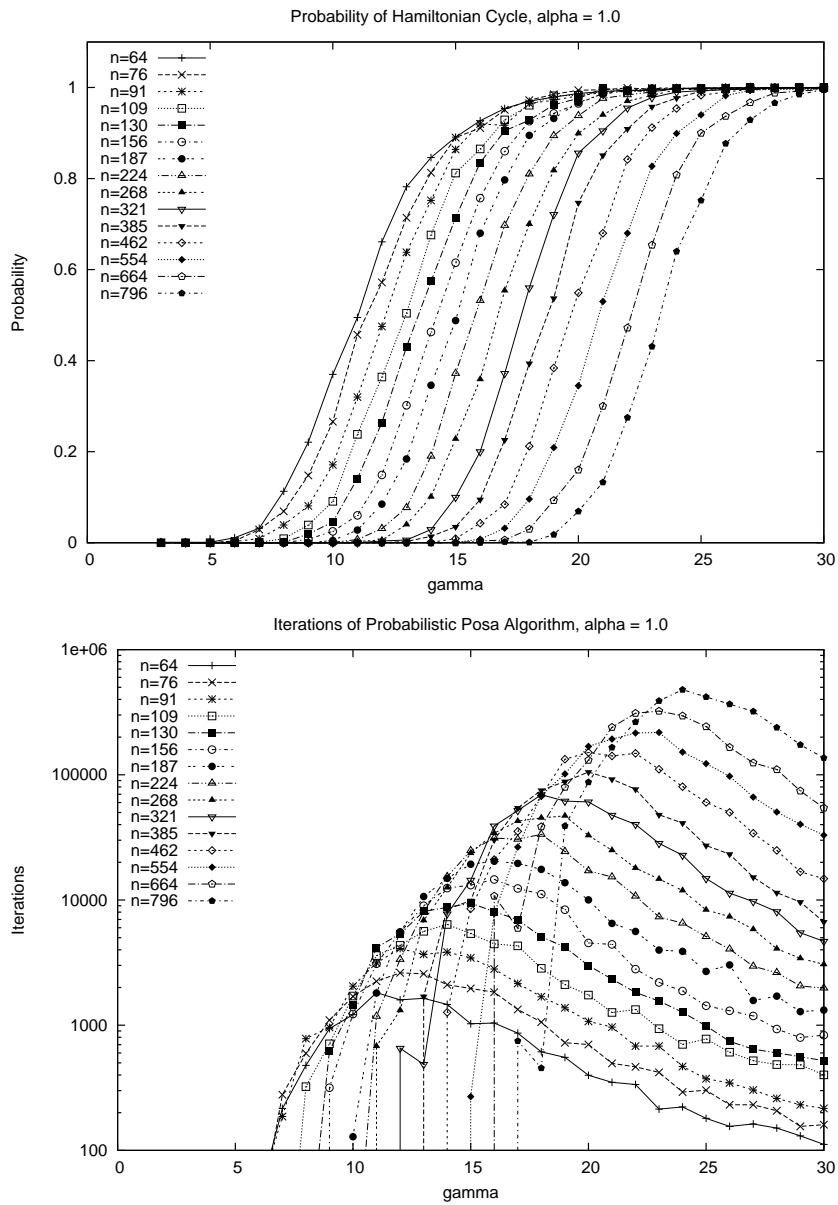 Probability of Hamiltonian Cycle, alpha = 1.0
Probability
1
0.8
0.6
0.4
0.2
0
n=64
n=76
n=91
n=109
n=130
n=156
n=187
n=224
n=268
n=321
n=385
n=462
n=554
n=664
n=796
0 5 10 15 20 25 30
gamma
Iterations of Probabilistic Posa Algorithm, alpha = 1.0
Iterions
1e+06
100000
10000
1000
100
n=64
n=76
n=91
n=109
n=130
n=156
n=187
n=224
n=268
n=321
n=385
n=462
n=554
n=664
n=796
0 5 10 15 20 25 30
gamma